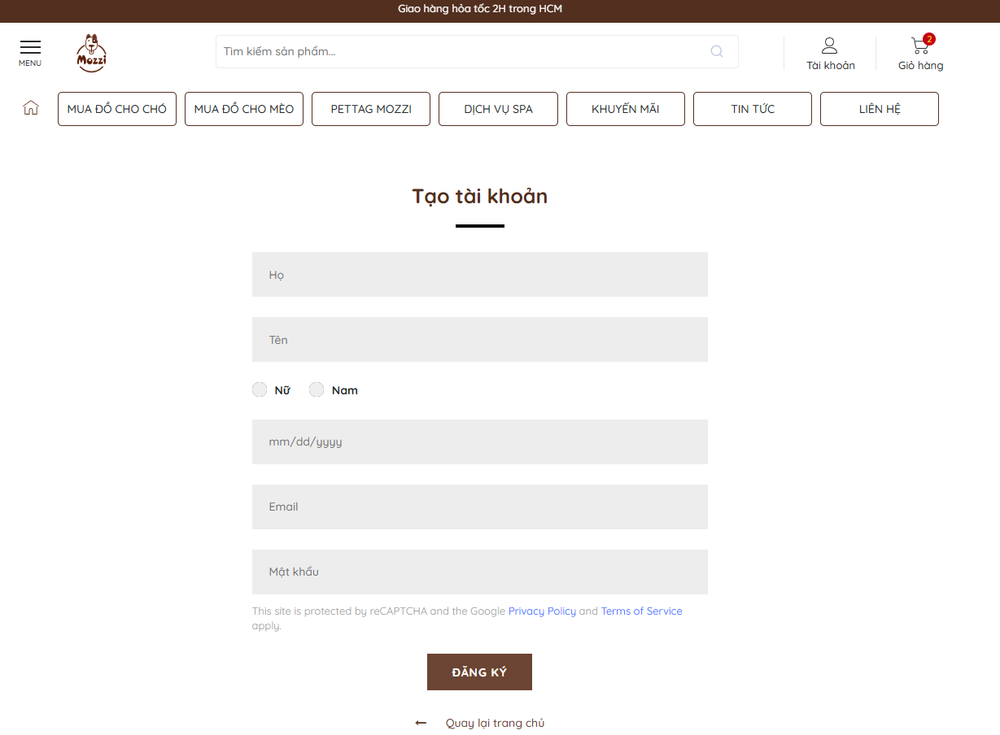 Giao hàng hỏa tốc 2H trong HCM
MENU
Mozzi
Tìm kiếm sản phẩm...
Tài khoản
2
Giỏ hàng
MUA ĐỒ CHO CHÓ
MUA ĐỒ CHO MÈO
PETTAG MOZZI
DỊCH VỤ SPA
KHUYẾN MÃI
TIN TỨC
LIÊN HỆ
Tạo tài khoản
Họ
Tên
Nữ
Nam
mm/dd/yyyy
Email
Mật khẩu
This site is protected by reCAPTCHA and the Google Privacy Policy and Terms of Service
apply.
ĐĂNG KÝ
Quay lại trang chủ